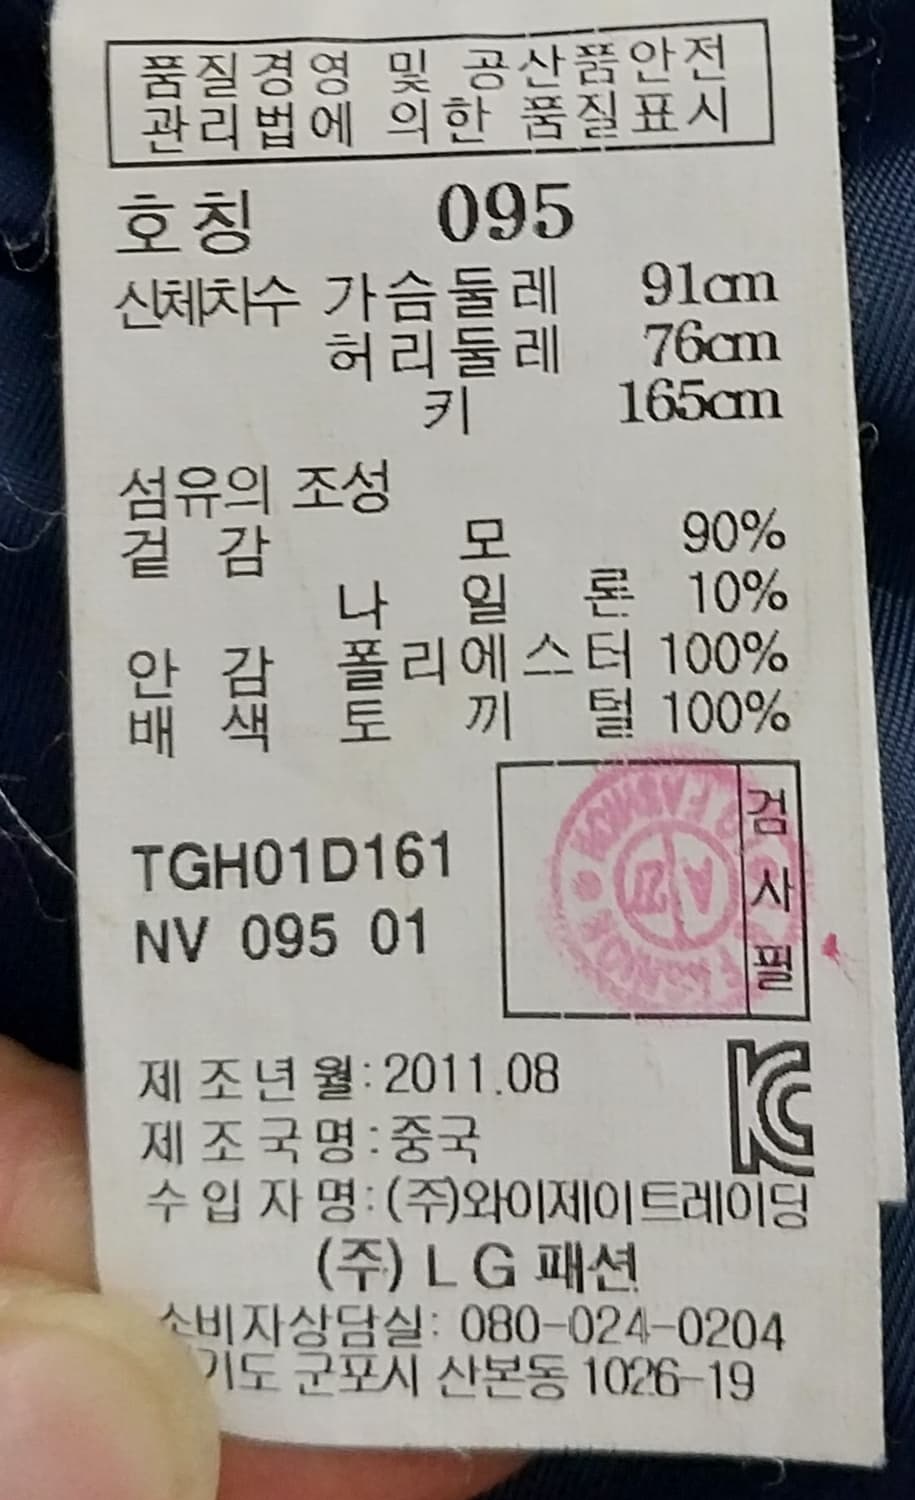 품질경영 및 공산품안전
관리법에 의한 품질표시
호칭 095
신체치수 가슴둘레 91cm
허리둘레 76cm
키 165cm
섬유의 조성
겉감 모 90%
나일론 10%
안감 폴리에스터 100%
배색 토끼털 100%
검사필
TGH01D161
NV 095 01
제조년월:2011.08
제조국명:중국
수입자명:(주)와이제이트레이딩
(주) LG패션
소비자상담실: 080-024-0204
기도 군포시 산본동 1026-19